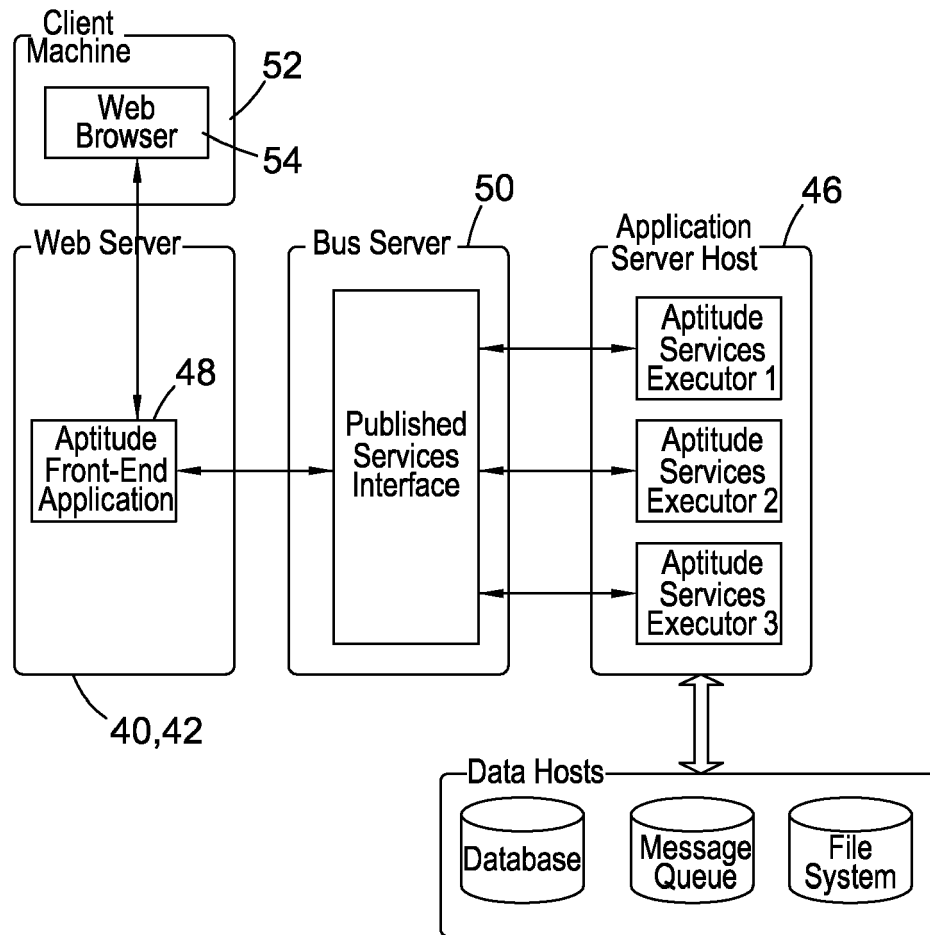 Client
Machine
52
Web
Browser
54
Web Server
48
Aptitude
Front-End
Application
40,42
Bus Server
50
Published
Services
Interface
Application
Server Host
46
Aptitude
Services
Executor 1
Aptitude
Services
Executor 2
Aptitude
Services
Executor 3
Data Hosts
Database
Message
Queue
File
System